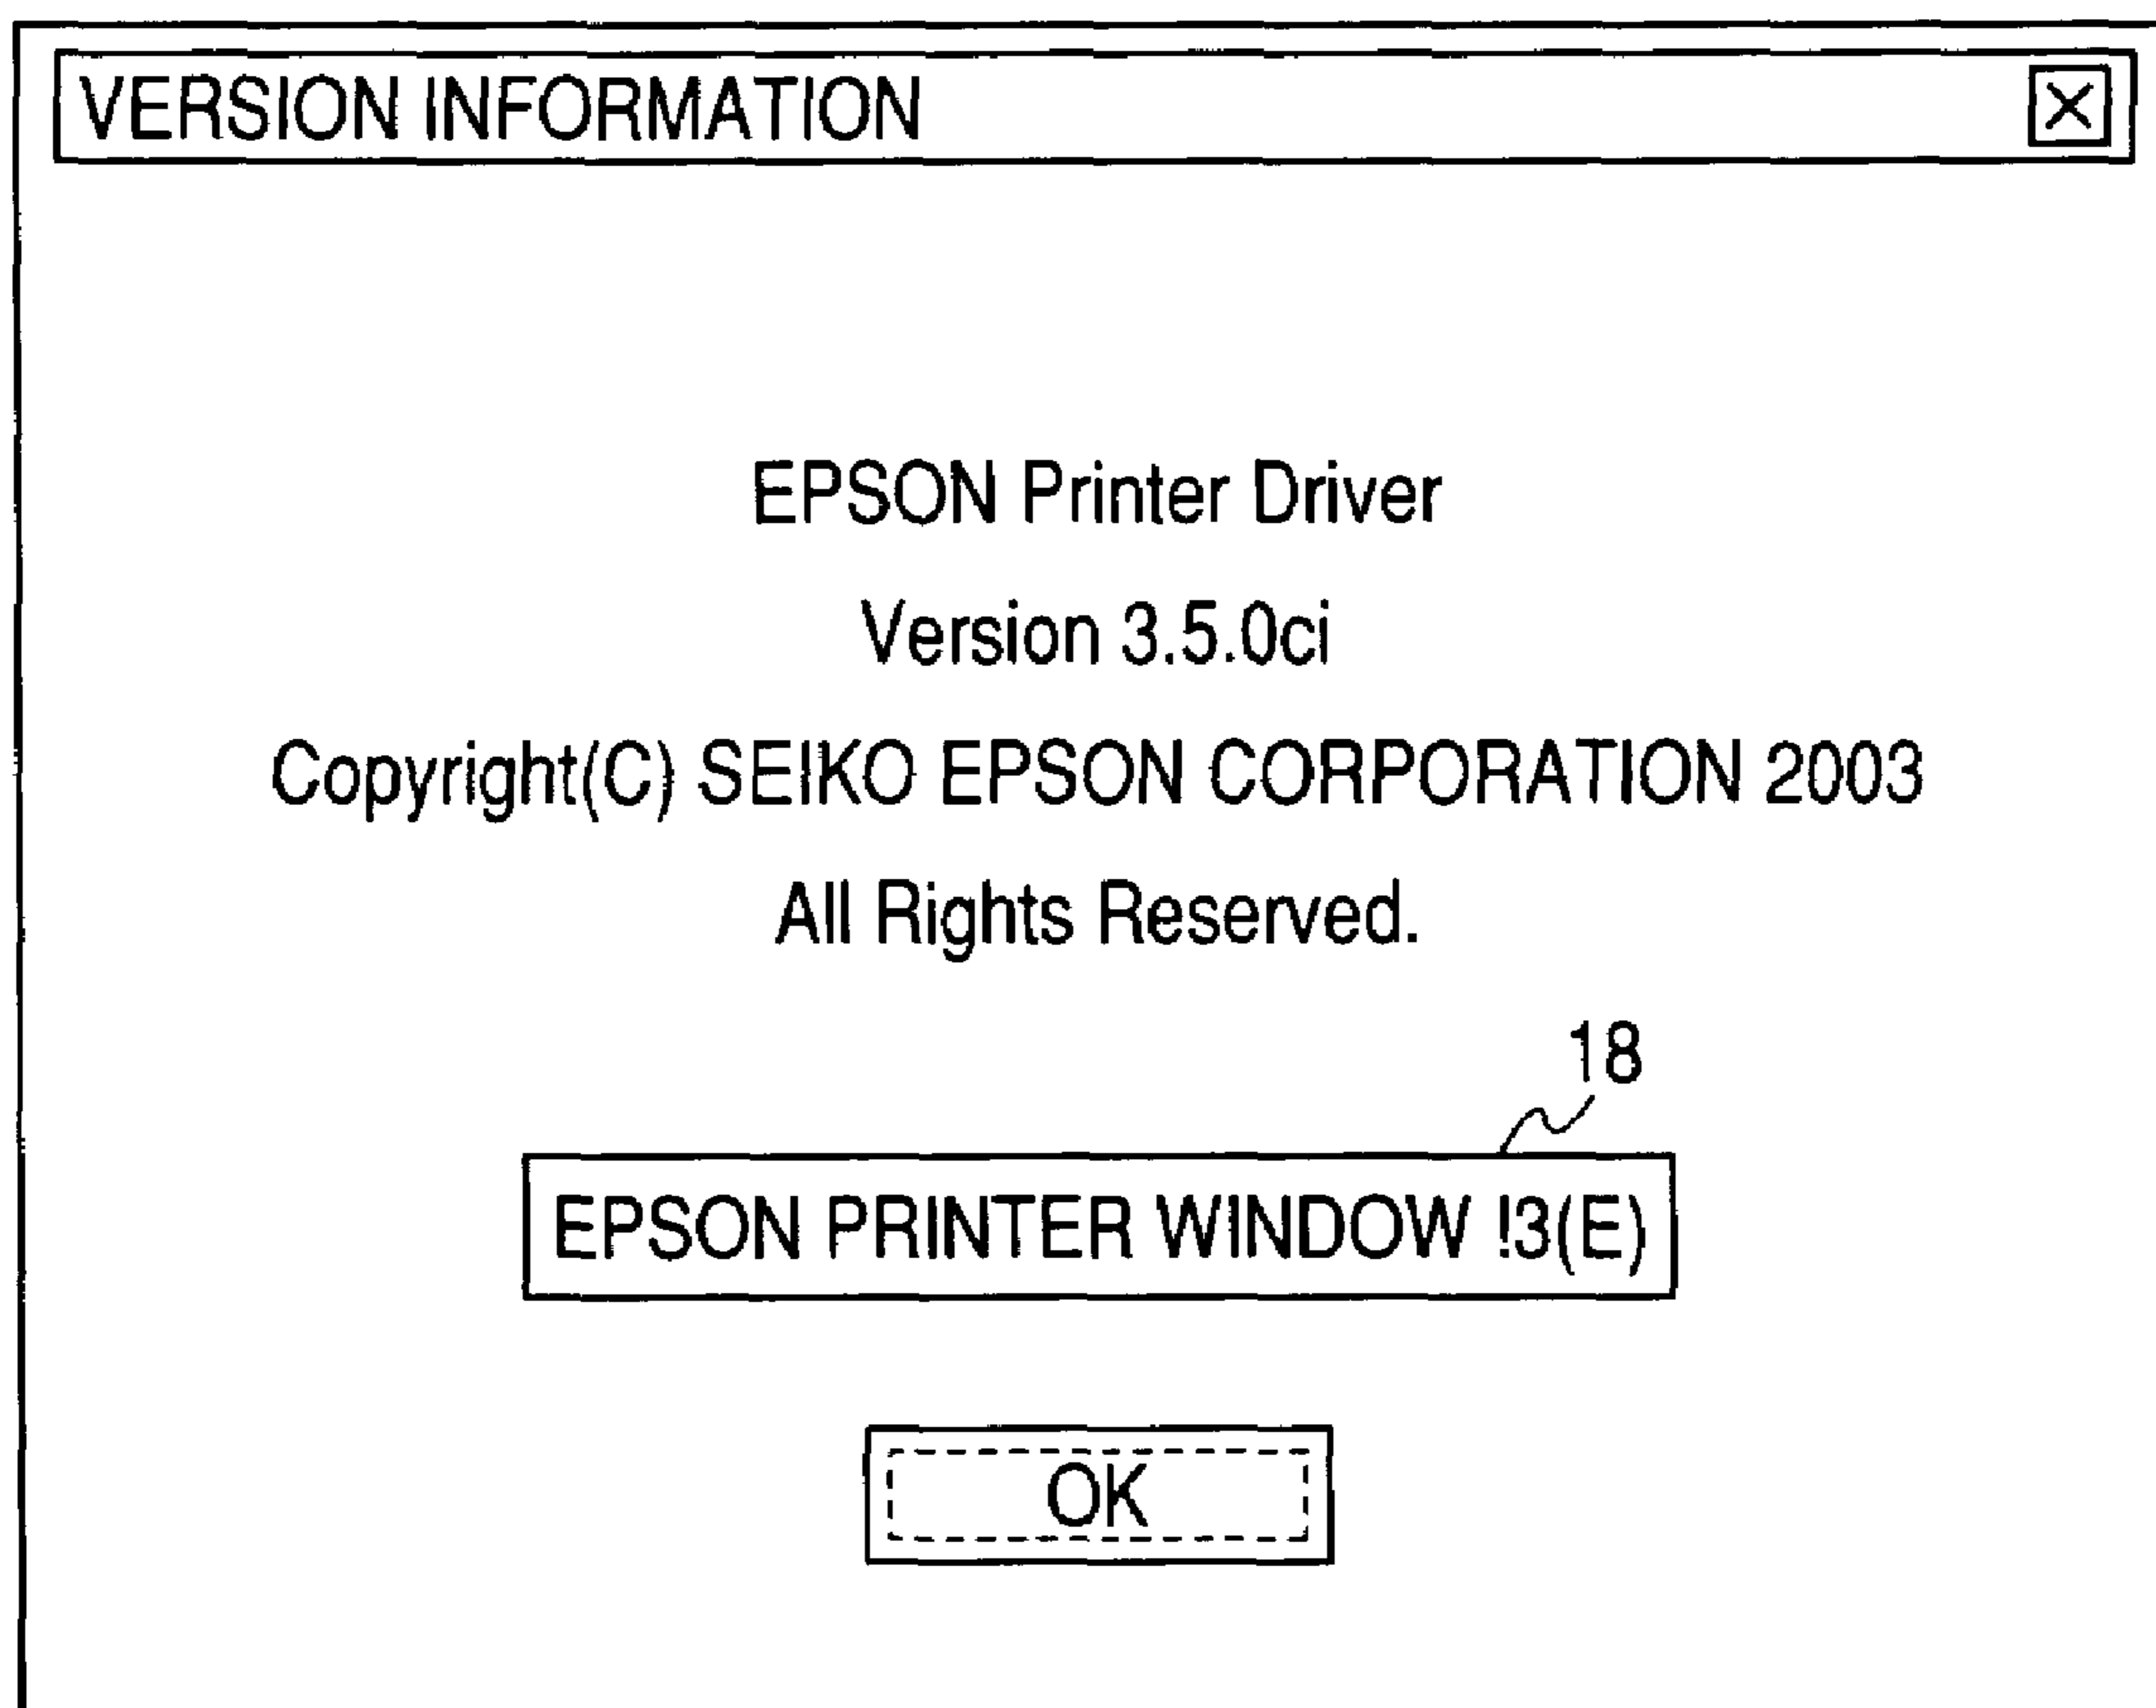 VERSION INFORMATION
EPSON Printer Driver
Version 3.5.0ci
Copyright(C) SEIKO EPSON CORPORATION 2003
All Rights Reserved.
18
EPSON PRINTER WINDOW !3(E)
OK